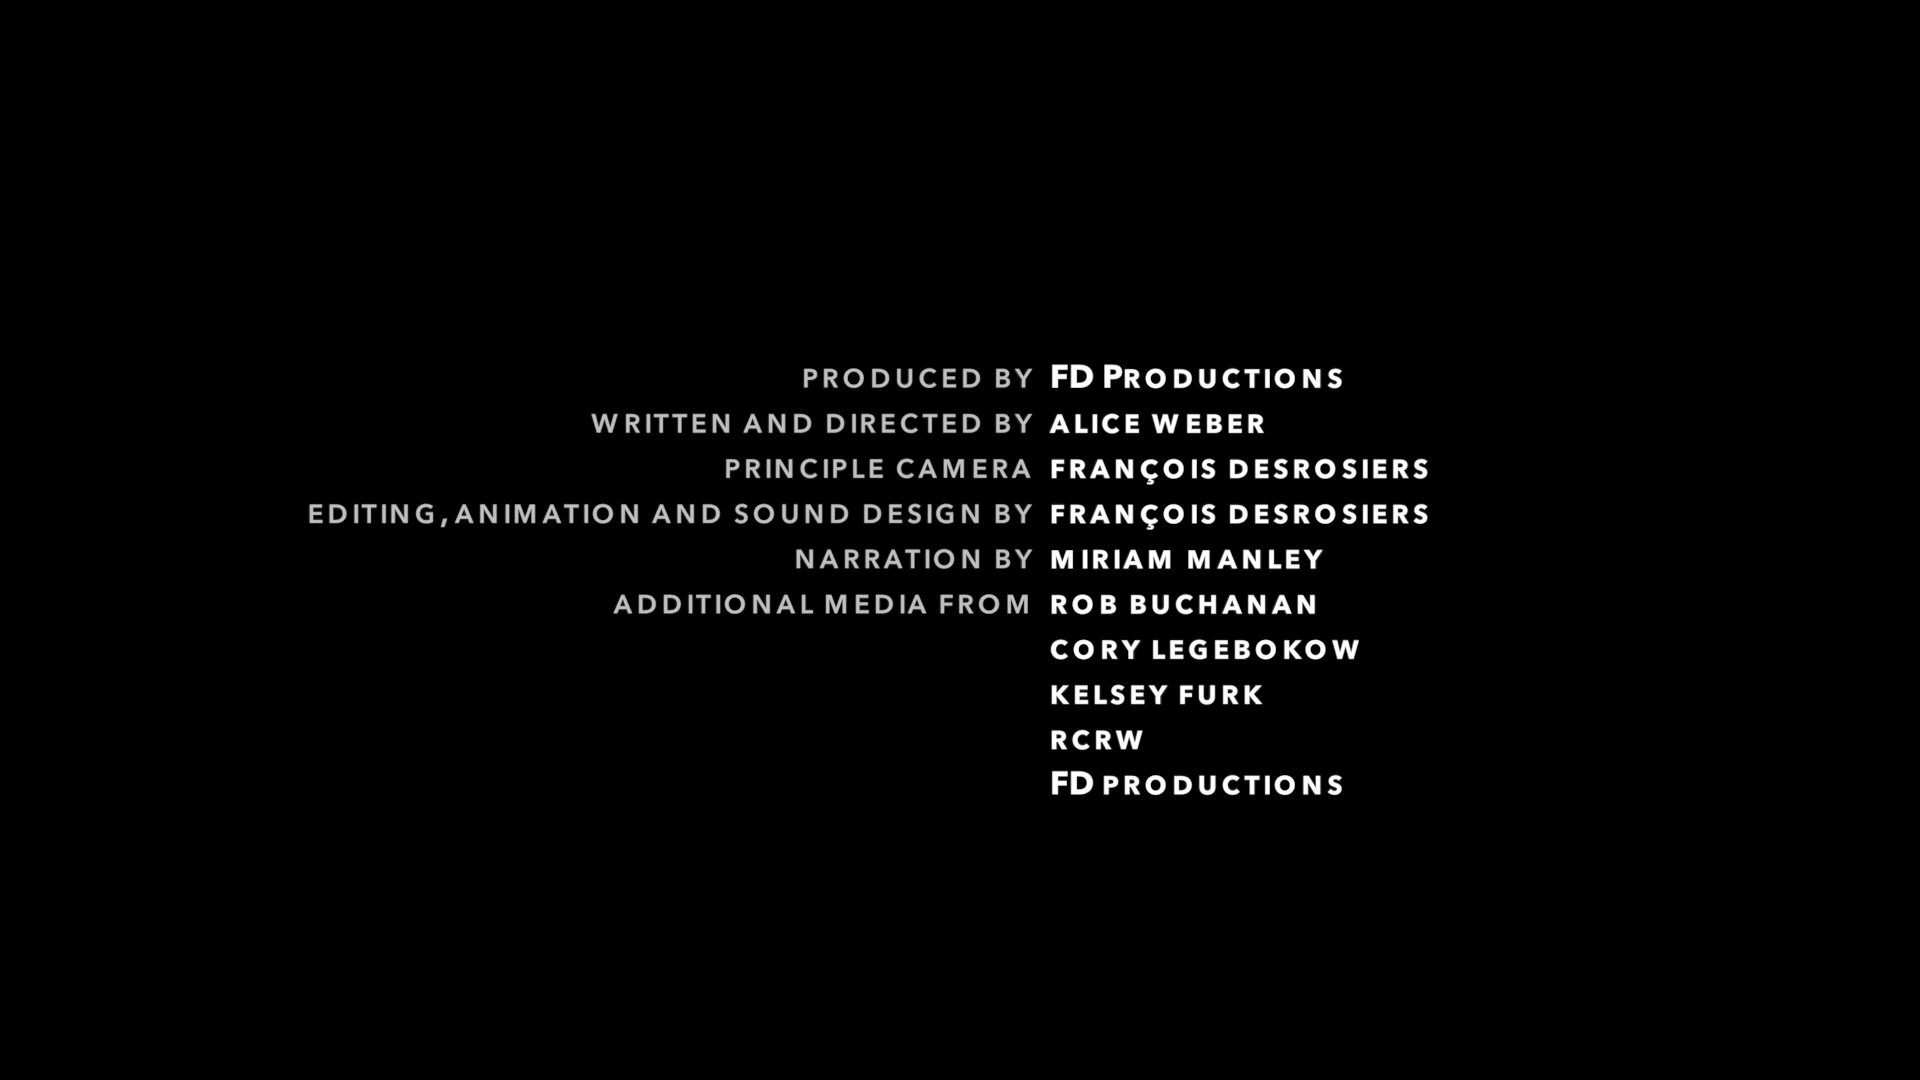 PRODUCED BY FD PRODUCTIONS
WRITTEN AND DIRECTED BY ALICE WEBER
PRINCIPLE CAMERA FRANÇOIS DESROSIERS
EDITING, ANIMATION AND SOUND DESIGN BY FRANÇOIS DESROSIERS
NARRATION BY MIRIAM MANLEY
ADDITIONAL MEDIA FROM ROB BUCHANAN
CORY LEGEBOKOW
KELSEY FURK
RCRW
FD PRODUCTIONS